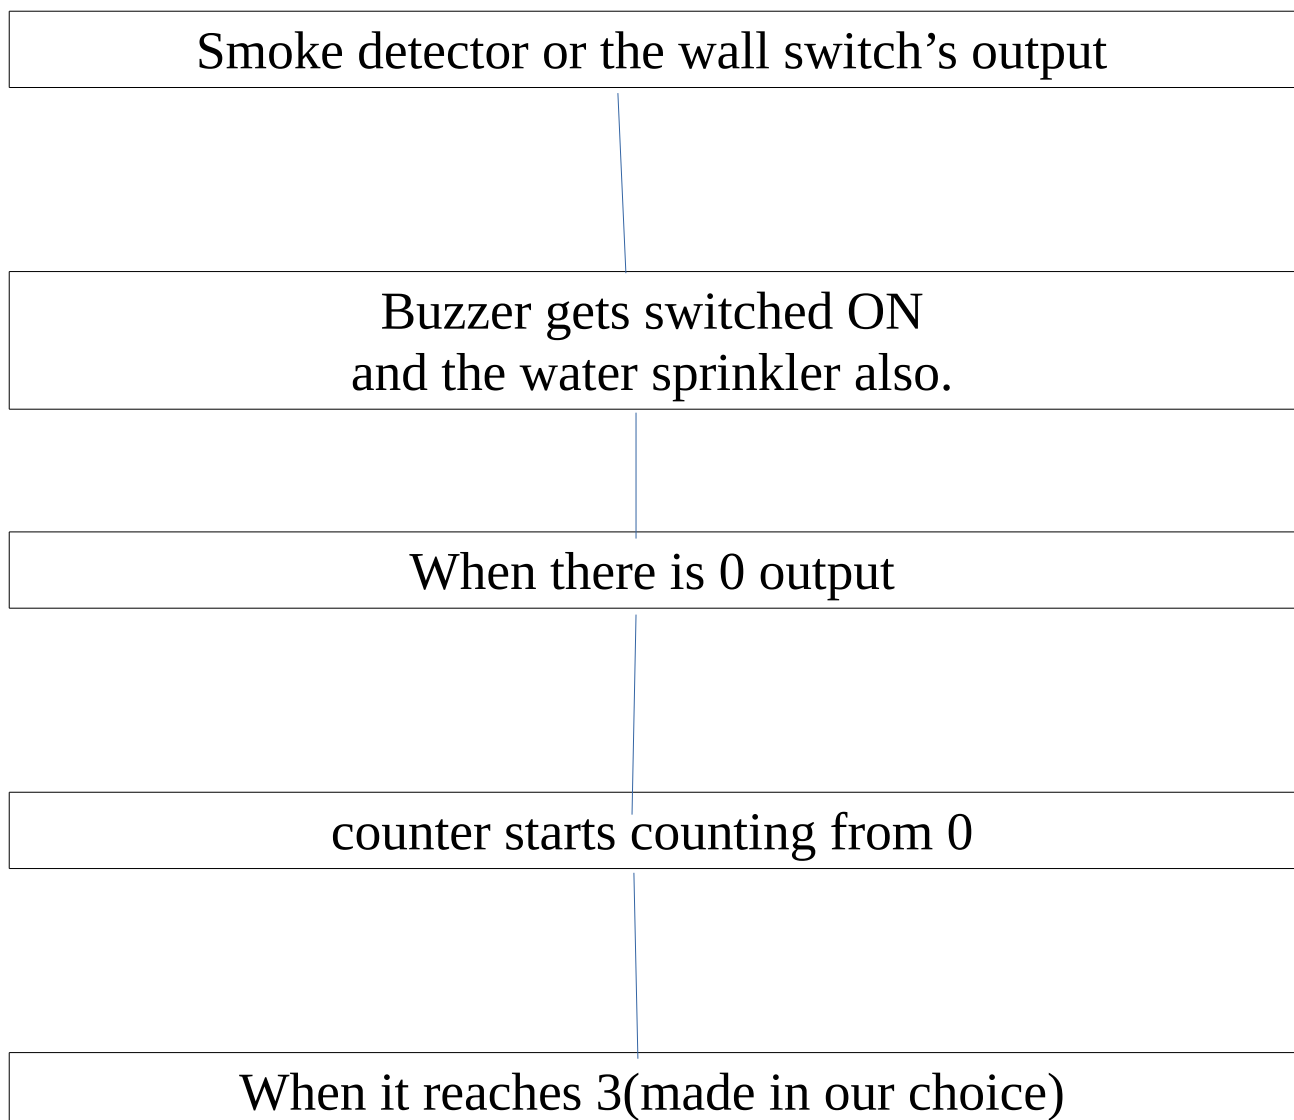 Smoke detector or the wall switch’s output
Buzzer gets switched ON
and the water sprinkler also.
When there is 0 output
counter starts counting from 0
When it reaches 3(made in our choice)